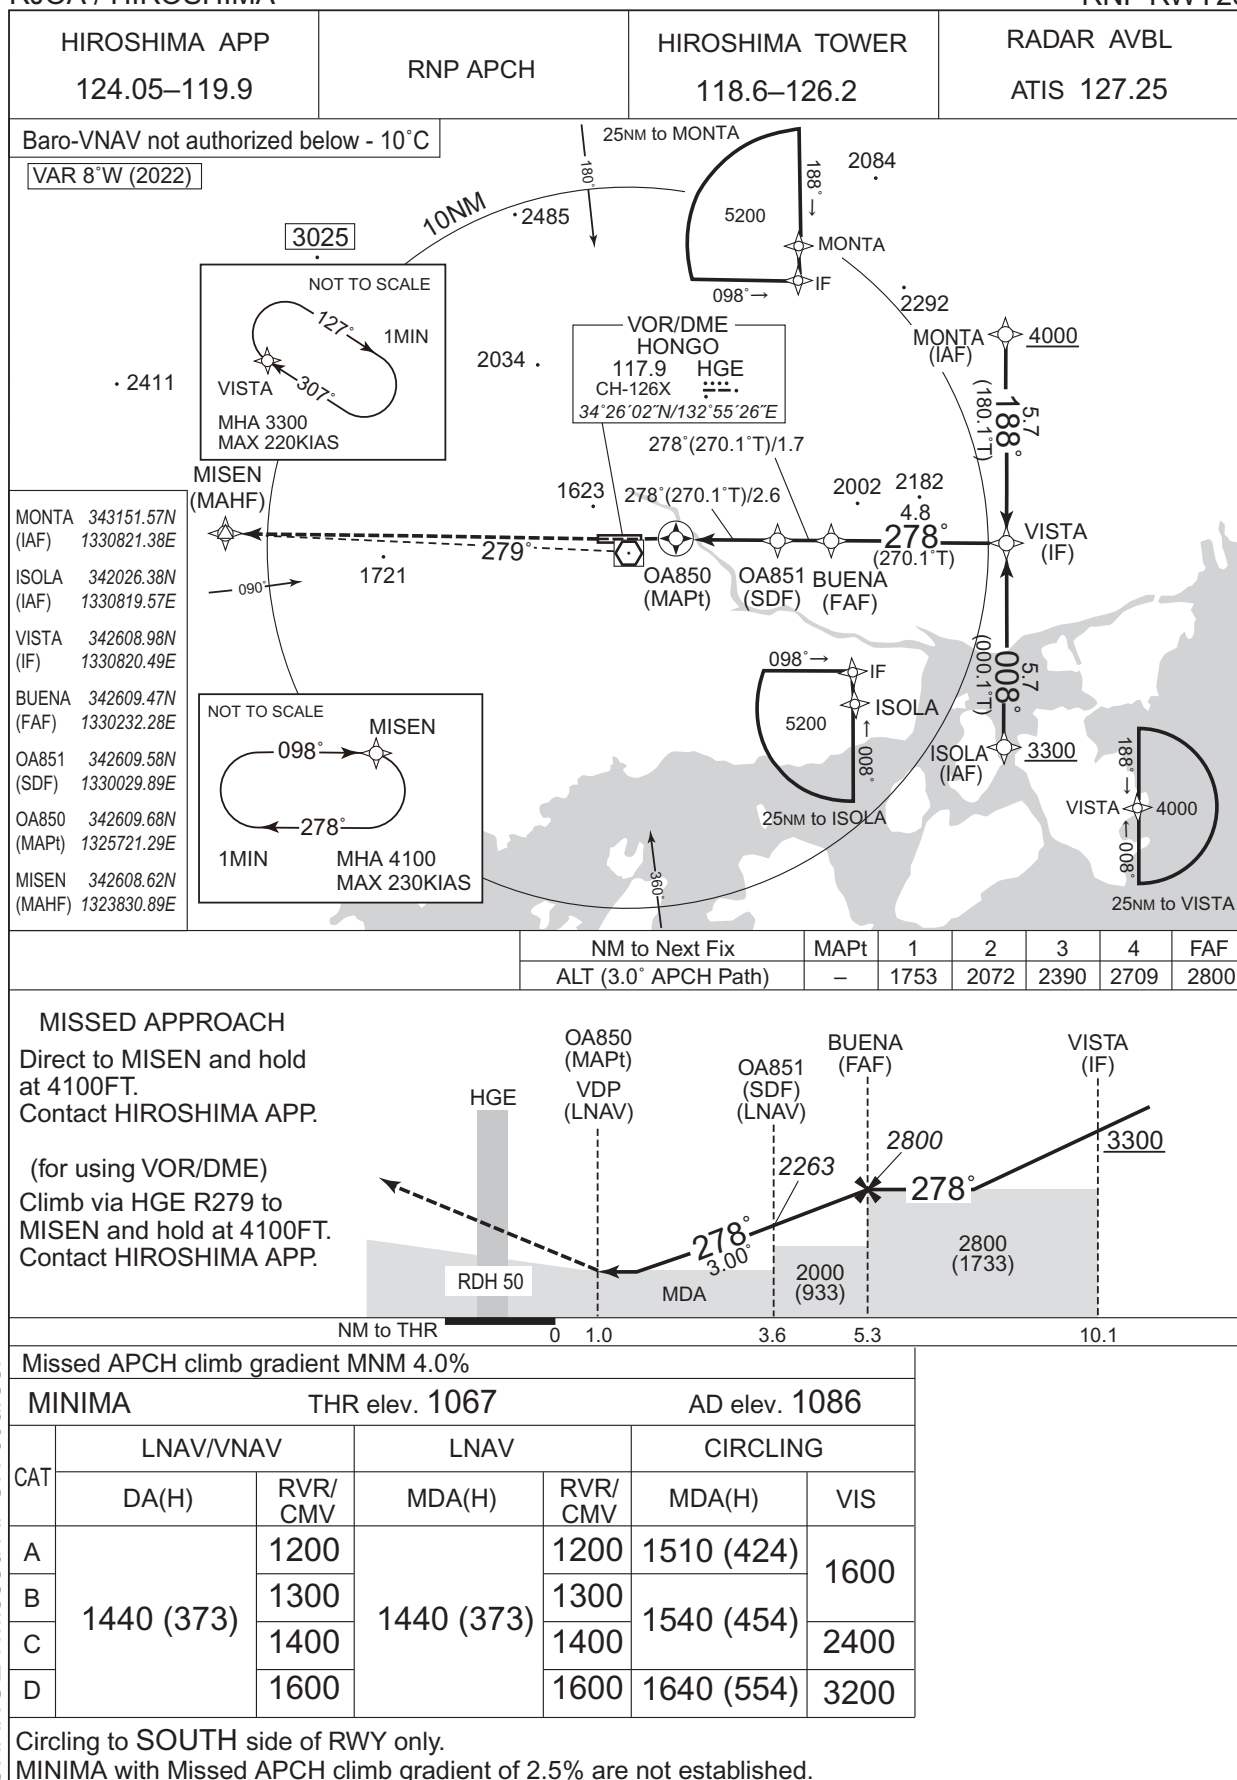 HIROSHIMA APP
124.05–119.9
RNP APCH
HIROSHIMA TOWER
118.6–126.2
RADAR AVBL
ATIS 127.25
Baro-VNAV not authorized below - 10°C
VAR 8°W (2022)
25NM to MONTA
180°
188° →
5200
MONTA
IF
098° →
2084
10NM
2485
3025
NOT TO SCALE
127°
1MIN
VISTA
307°
MHA 3300
MAX 220KIAS
2411
2034
VOR/DME
HONGO
117.9 HGE
CH-126X
34°26´02˝N/132°55´26˝E
2292
MONTA
(IAF)
4000
188°
(180.1°T)
5.7
278°(270.1°T)/1.7
278°(270.1°T)/2.6
1623
2002
2182
4.8
278°
(270.1°T)
VISTA
(IF)
MISEN
(MAHF)
279°
1721
090°
OA850
(MAPt)
OA851
(SDF)
BUENA
(FAF)
MONTA 343151.57N
(IAF) 1330821.38E
ISOLA 342026.38N
(IAF) 1330819.57E
VISTA 342608.98N
(IF) 1330820.49E
BUENA 342609.47N
(FAF) 1330232.28E
OA851 342609.58N
(SDF) 1330029.89E
OA850 342609.68N
(MAPt) 1325721.29E
MISEN 342608.62N
(MAHF) 1323830.89E
NOT TO SCALE
MISEN
098°
278°
1MIN
MHA 4100
MAX 230KIAS
098° →
IF
5200
ISOLA
008° →
25NM to ISOLA
008°
(000.1°T)
5.7
ISOLA
(IAF)
3300
188° →
VISTA
4000
008° →
25NM to VISTA
360°
NM to Next Fix MAPt 1 2 3 4 FAF
ALT (3.0° APCH Path) – 1753 2072 2390 2709 2800
MISSED APPROACH
Direct to MISEN and hold
at 4100FT.
Contact HIROSHIMA APP.
(for using VOR/DME)
Climb via HGE R279 to
MISEN and hold at 4100FT.
Contact HIROSHIMA APP.
HGE
OA850
(MAPt)
VDP
(LNAV)
OA851
(SDF)
(LNAV)
BUENA
(FAF)
VISTA
(IF)
2800
3300
2263
278°
278°
3.00°
2800
(1733)
2000
(933)
MDA
RDH 50
NM to THR 0 1.0 3.6 5.3 10.1
Missed APCH climb gradient MNM 4.0%
MINIMA THR elev. 1067 AD elev. 1086
CAT LNAV/VNAV LNAV CIRCLING
DA(H) RVR/CMV MDA(H) RVR/CMV MDA(H) VIS
A 1440 (373) 1200 1440 (373) 1200 1510 (424) 1600
B 1300 1300 1540 (454)
C 1400 1400 2400
D 1600 1600 1640 (554) 3200
Circling to SOUTH side of RWY only.
MINIMA with Missed APCH climb gradient of 2.5% are not established.